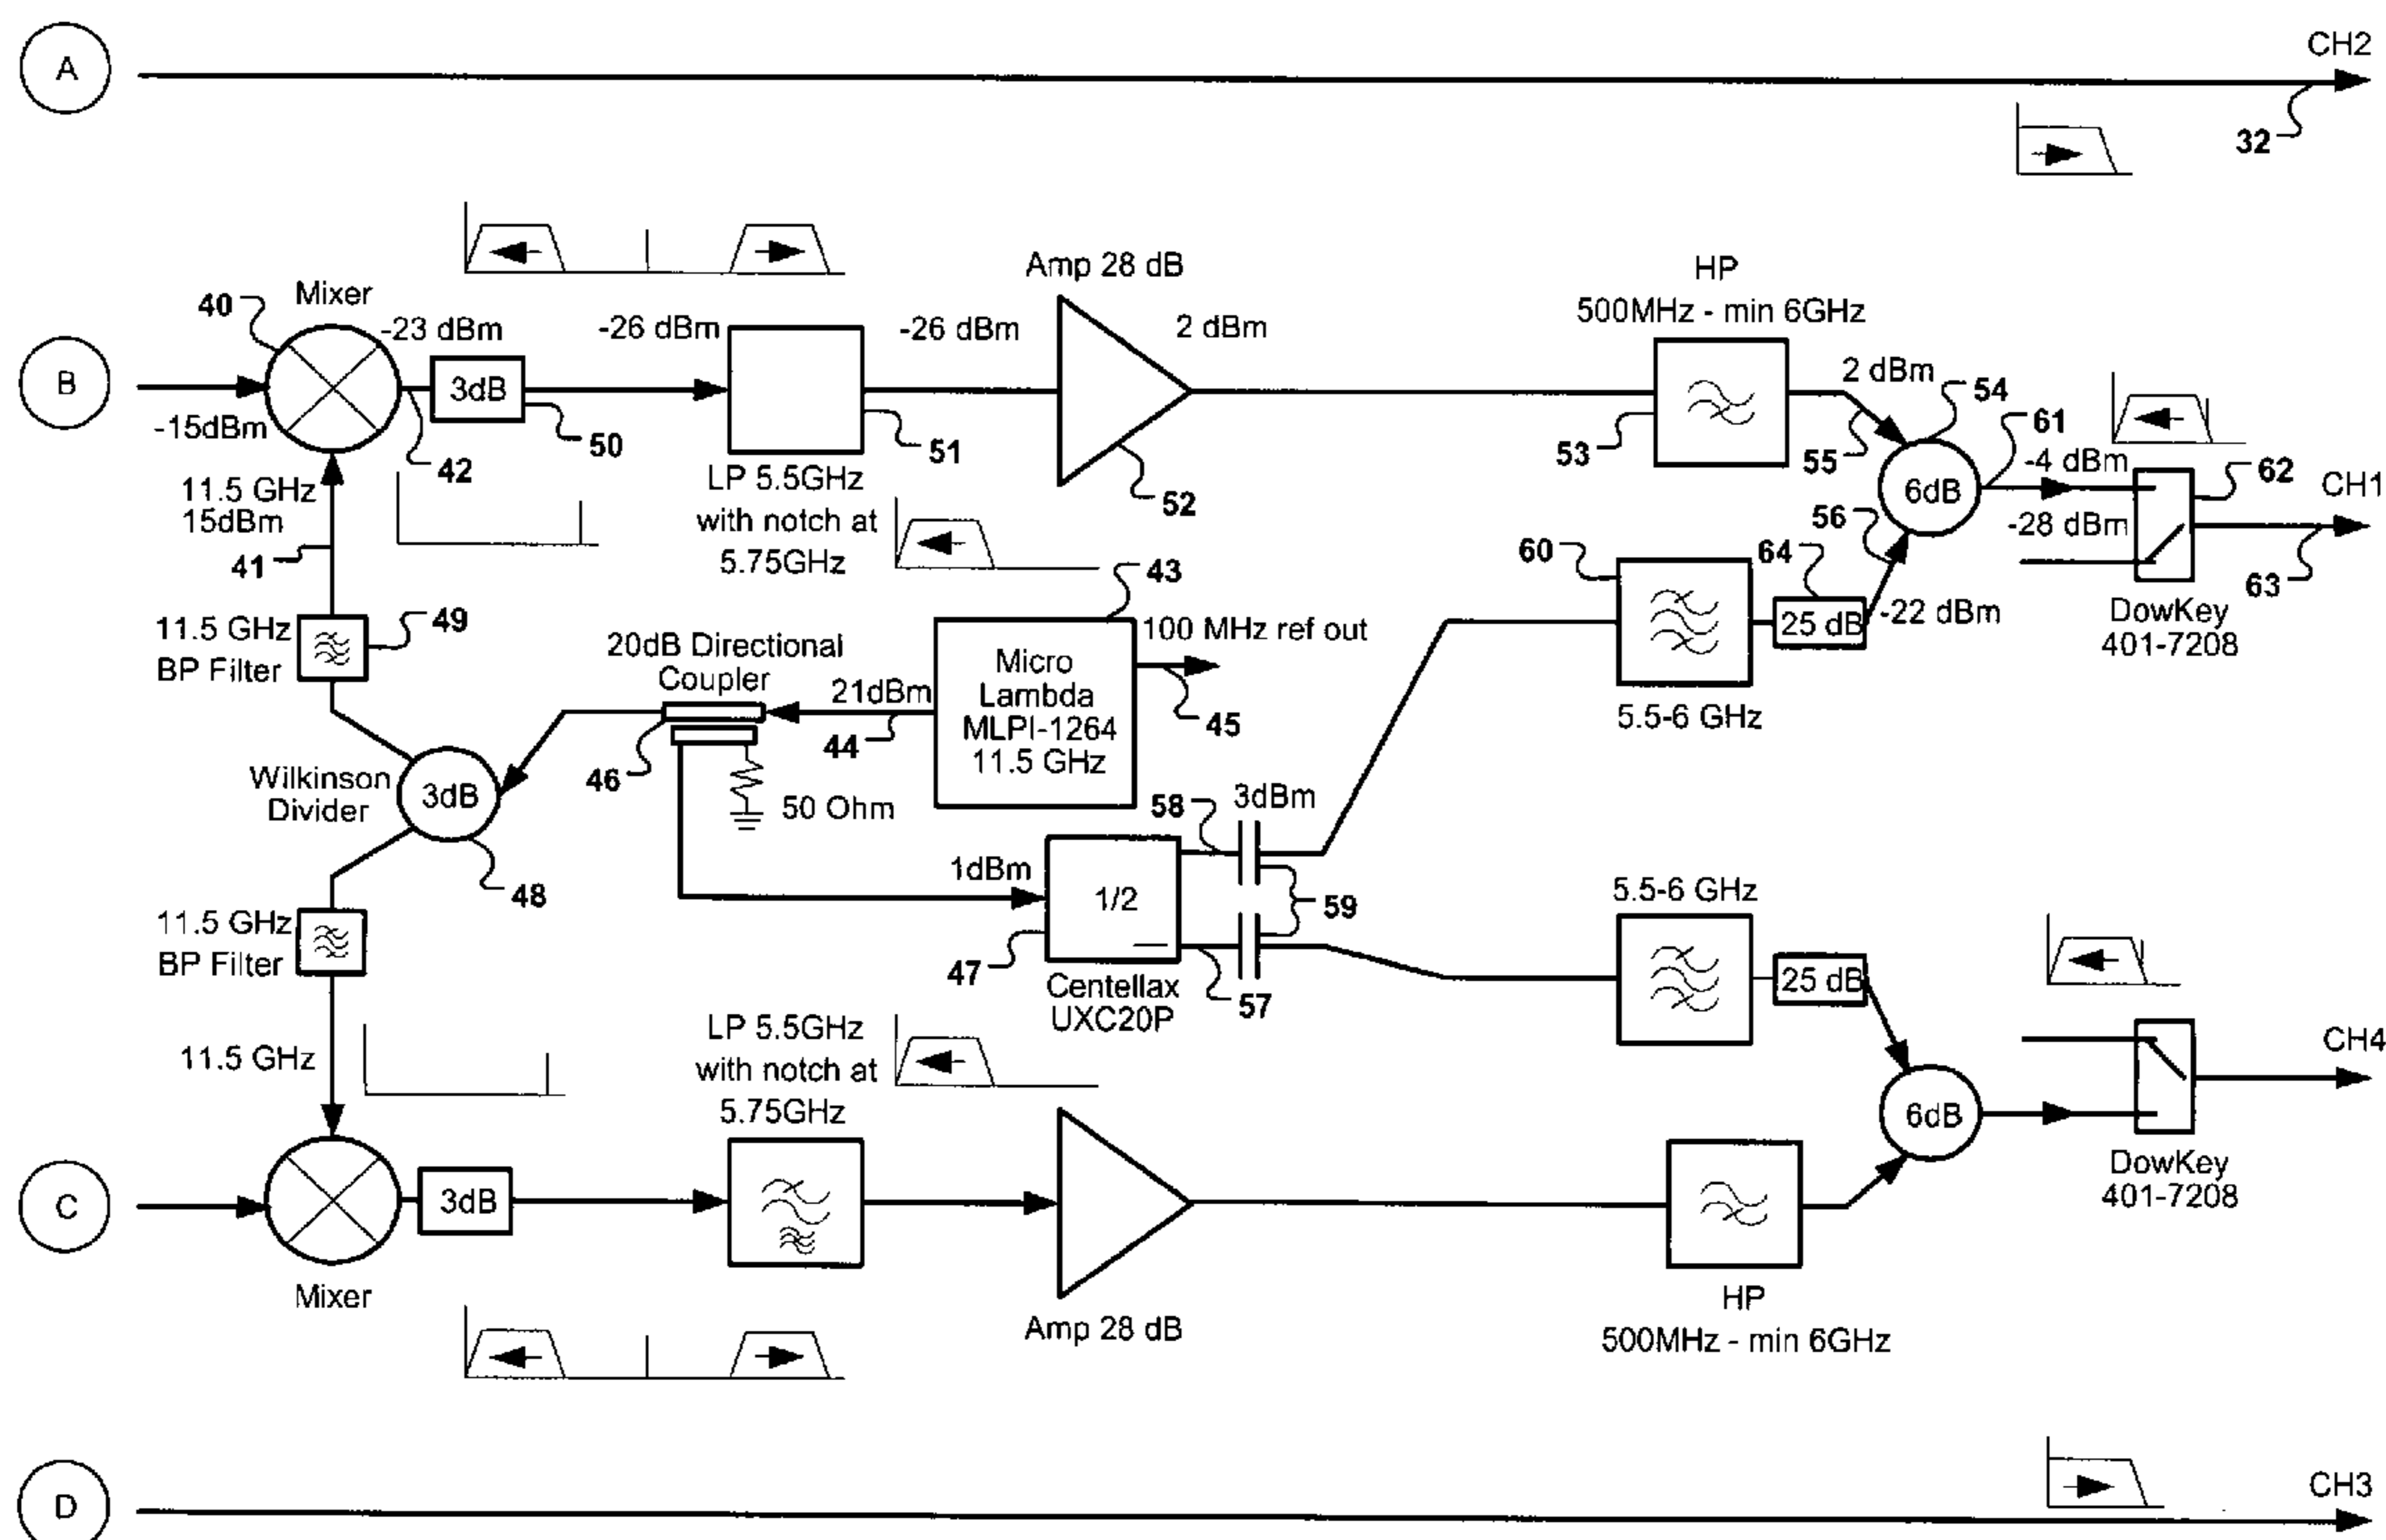 A
CH2
32
Amp 28 dB
HP
500MHz - min 6GHz
40
Mixer
-23 dBm
-26 dBm
-26 dBm
2 dBm
2 dBm
54
B
-15dBm
3dB
50
42
51
LP 5.5GHz
with notch at
5.75GHz
52
53
55
6dB
61
-4 dBm
62
CH1
-28 dBm
56
63
DowKey
401-7208
11.5 GHz
15dBm
41
11.5 GHz
BP Filter
49
20dB Directional
Coupler
21dBm
44
46
50 Ohm
43
Micro
Lambda
MLPI-1264
11.5 GHz
100 MHz ref out
45
60
64
25 dB
-22 dBm
5.5-6 GHz
Wilkinson
Divider
3dB
48
58
3dBm
1dBm
1/2
47
59
57
Centellax
UXC20P
5.5-6 GHz
25 dB
11.5 GHz
BP Filter
11.5 GHz
LP 5.5GHz
with notch at
5.75GHz
6dB
CH4
DowKey
401-7208
C
3dB
Mixer
Amp 28 dB
HP
500MHz - min 6GHz
D
CH3